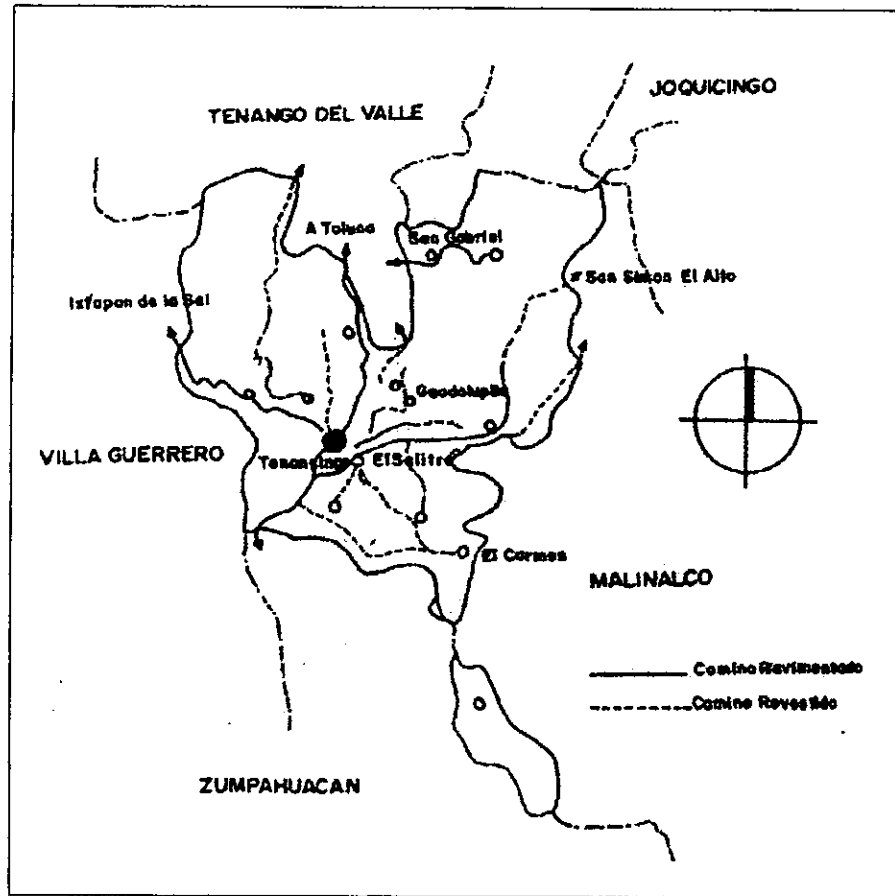 JOQUICINGO
TENANGO DEL VALLE
A Toluca
San Gabriel
San Simon El Alto
Ixtapan de la Sal
Guadalupita
VILLA GUERRERO
Tenancingo
El Salitre
El Carmen
MALINALCO
Camino Pavimentado
Camino Revestido
ZUMPAHUACAN